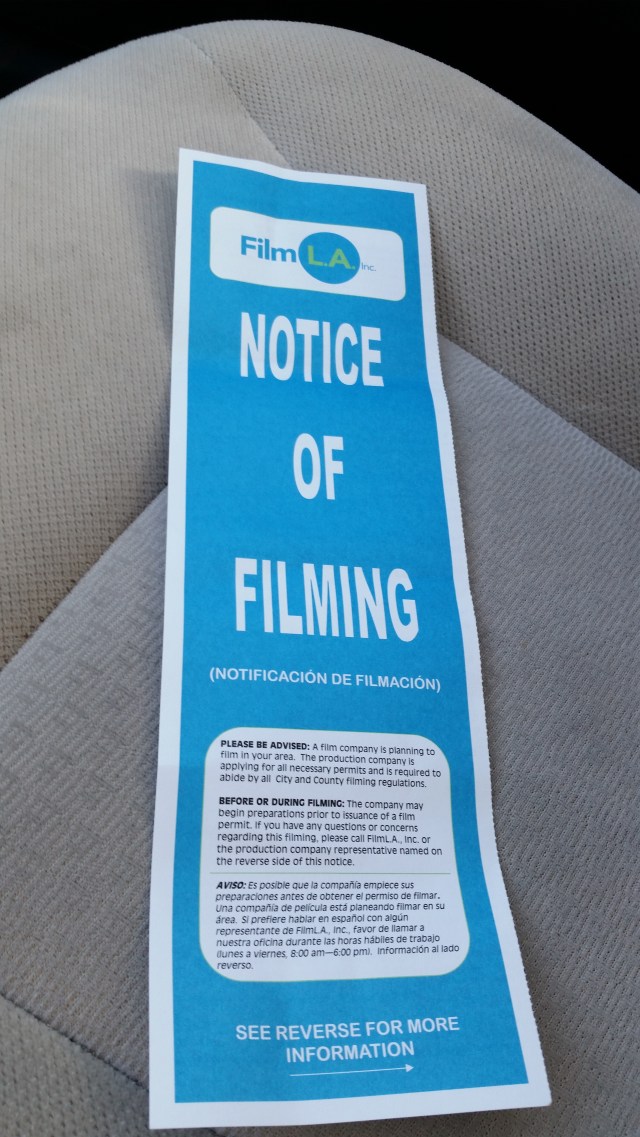 Film L.A. Inc.
NOTICE
OF
FILMING
(NOTIFICACIÓN DE FILMACIÓN)
PLEASE BE ADVISED: A film company is planning to
film in your area. The production company is
applying for all necessary permits and is required to
abide by all City and County filming regulations.
BEFORE OR DURING FILMING: The company may
begin preparations prior to issuance of a film
permit. If you have any questions or concerns
regarding this filming, please call FilmL.A., Inc. or
the production company representative named on
the reverse side of this notice.
AVISO: Es posible que la compañía empiece sus
preparaciones antes de obtener el permiso de filmar.
Una compañía de película está planeando filmar en su
área. Si prefiere hablar en español con algún
representante de FilmL.A., Inc., favor de llamar a
nuestra oficina durante las horas hábiles de trabajo
(lunes a viernes, 8:00 am—6:00 pm). Información al lado
reverso.
SEE REVERSE FOR MORE
INFORMATION